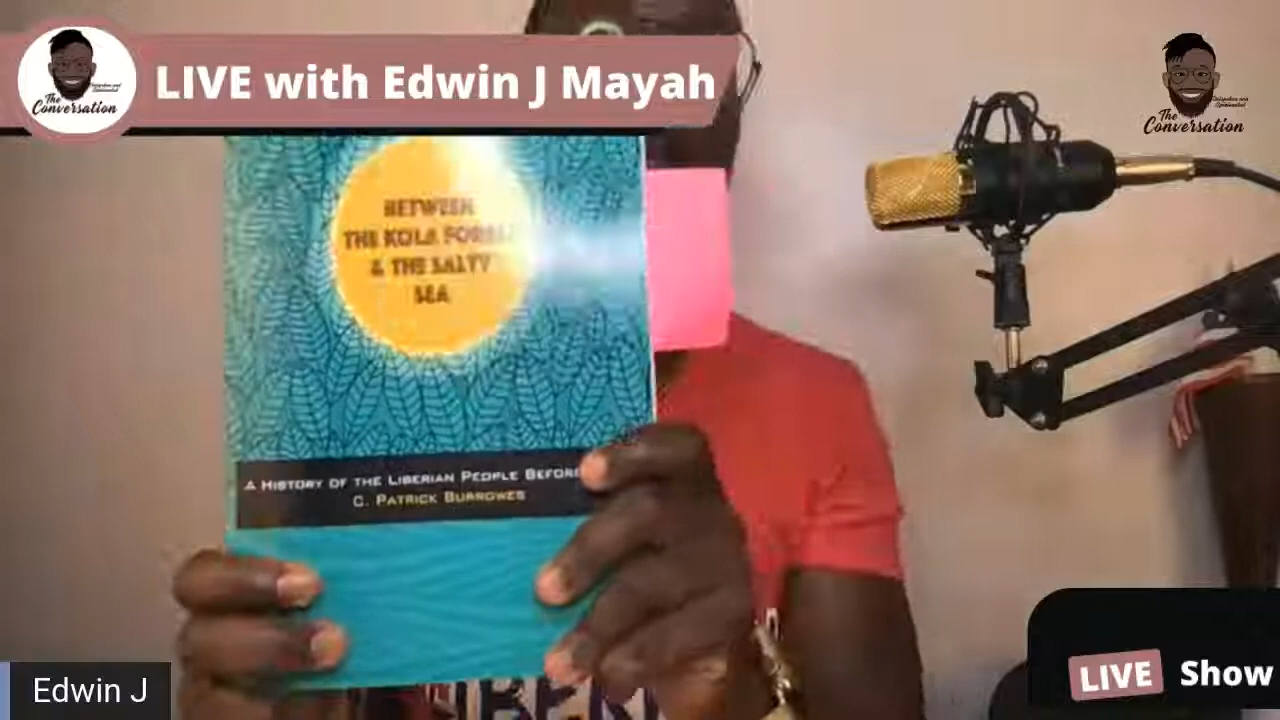 LIVE with Edwin J Mayah
The
Conversation
The
Conversation
BETWEEN
THE KOLA
& THE SALTY
SEA
A HISTORY OF THE LIBERIAN PEOPLE BEFORE
C. PATRICK BURROWES
Edwin J
LIVE Show